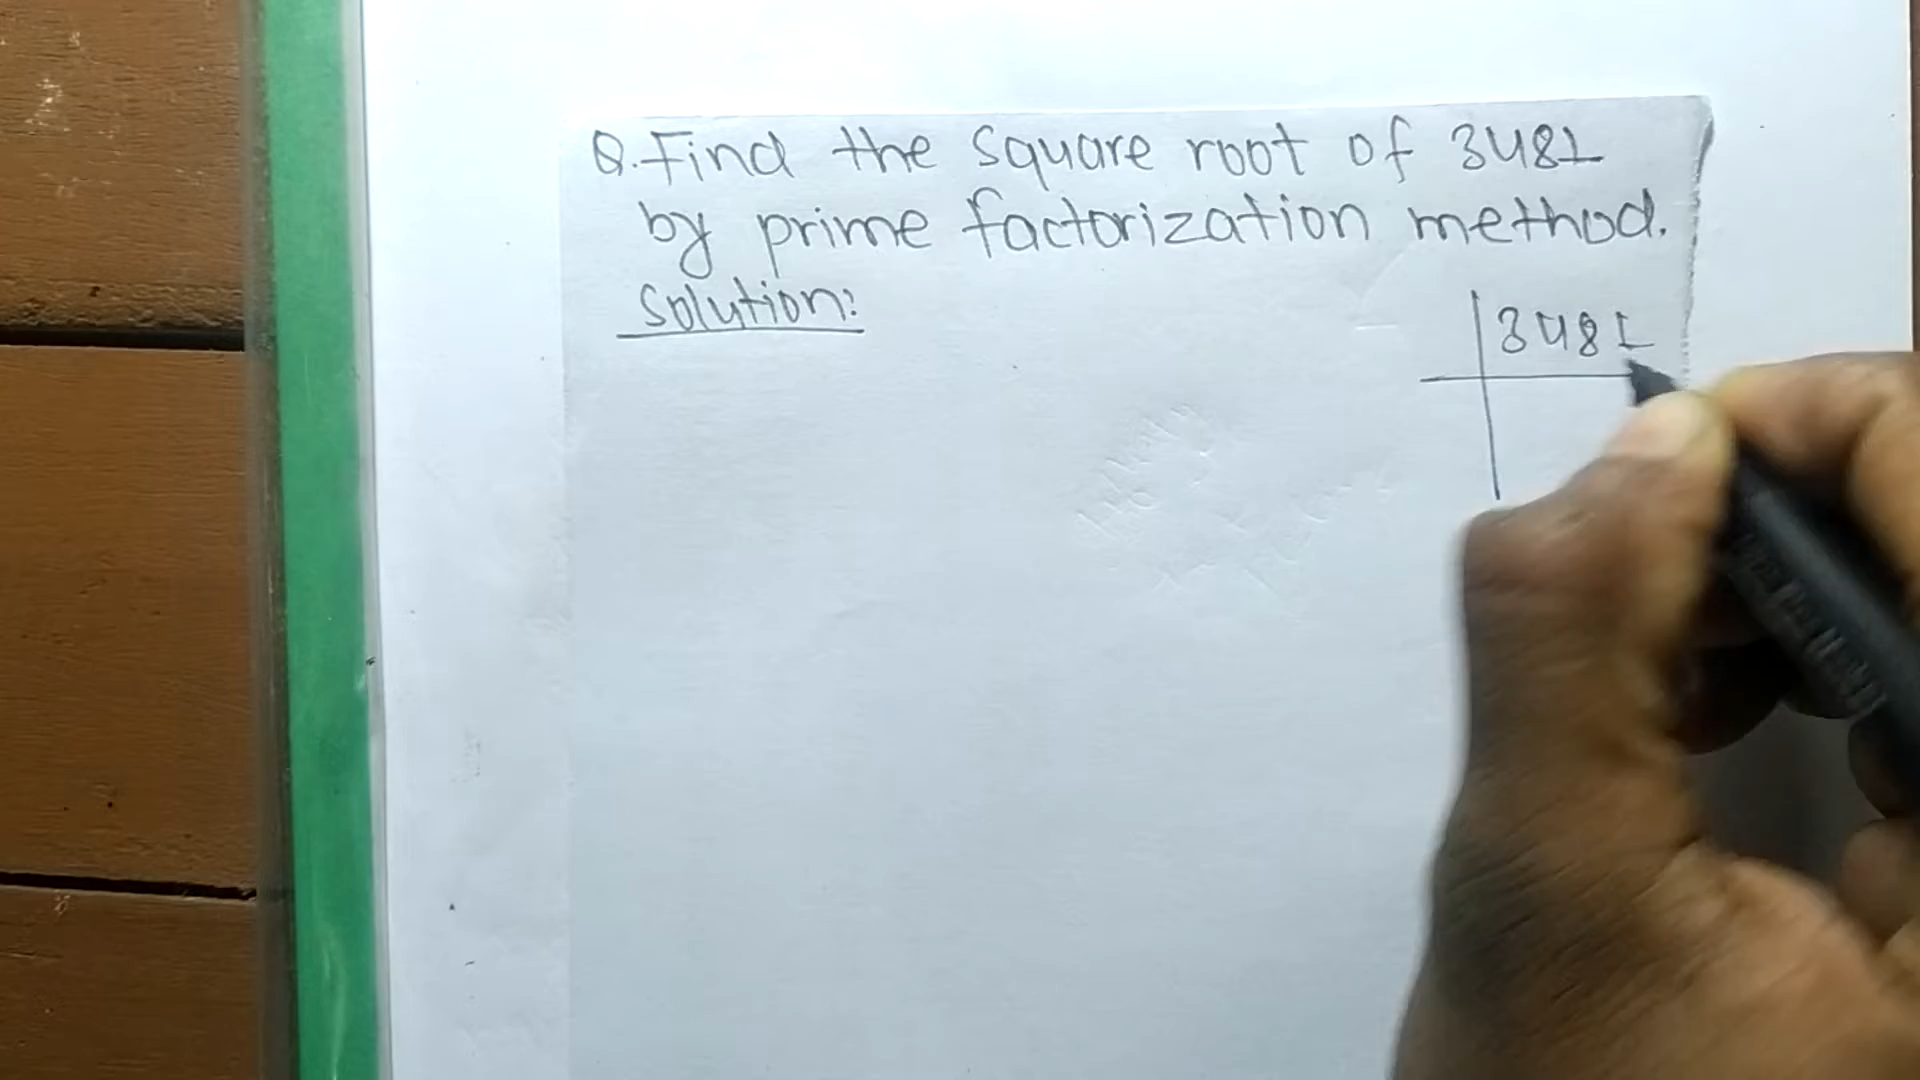 Q. Find the square root of 3481
by prime factorization method.
Solution:
3481